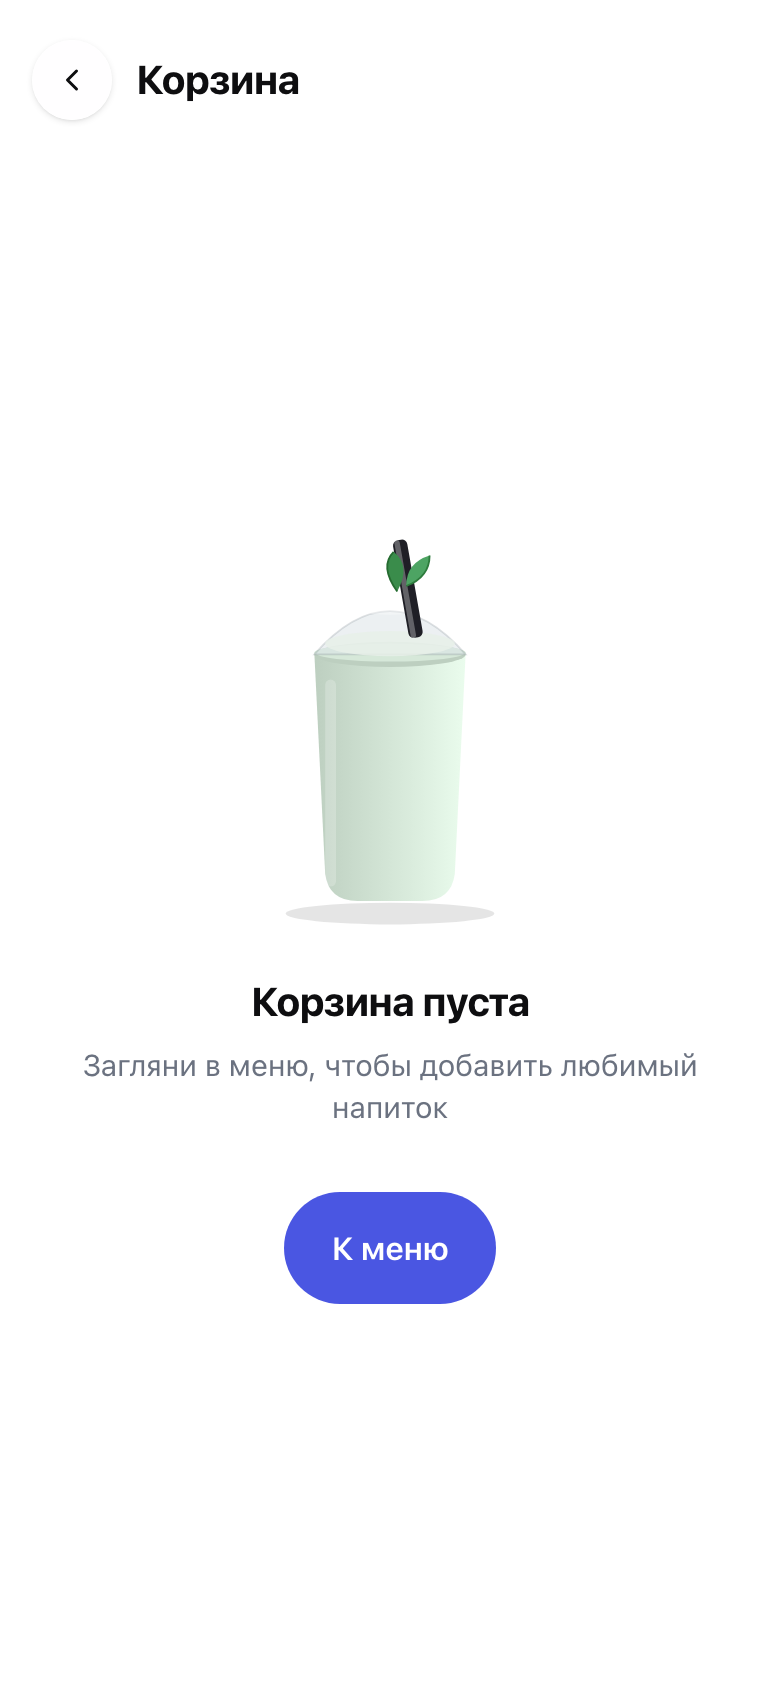 Корзина
Корзина пуста
Загляни в меню, чтобы добавить любимый
напиток
К меню